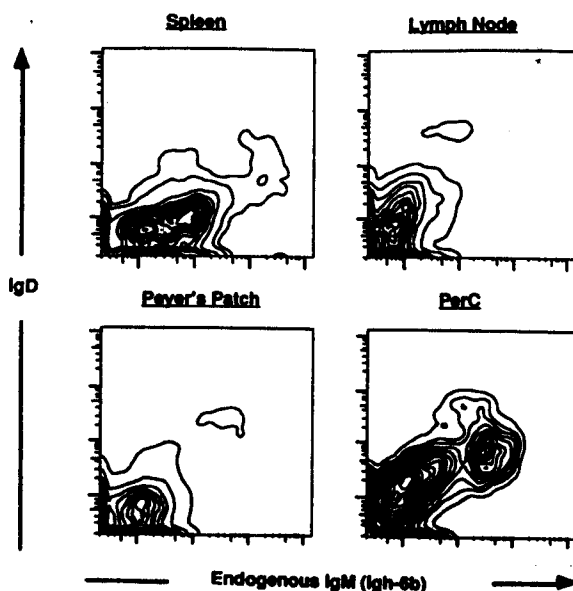 Spleen
Lymph Node
IgD
Peyer's Patch
PerC
Endogenous IgM (Igh-6b)